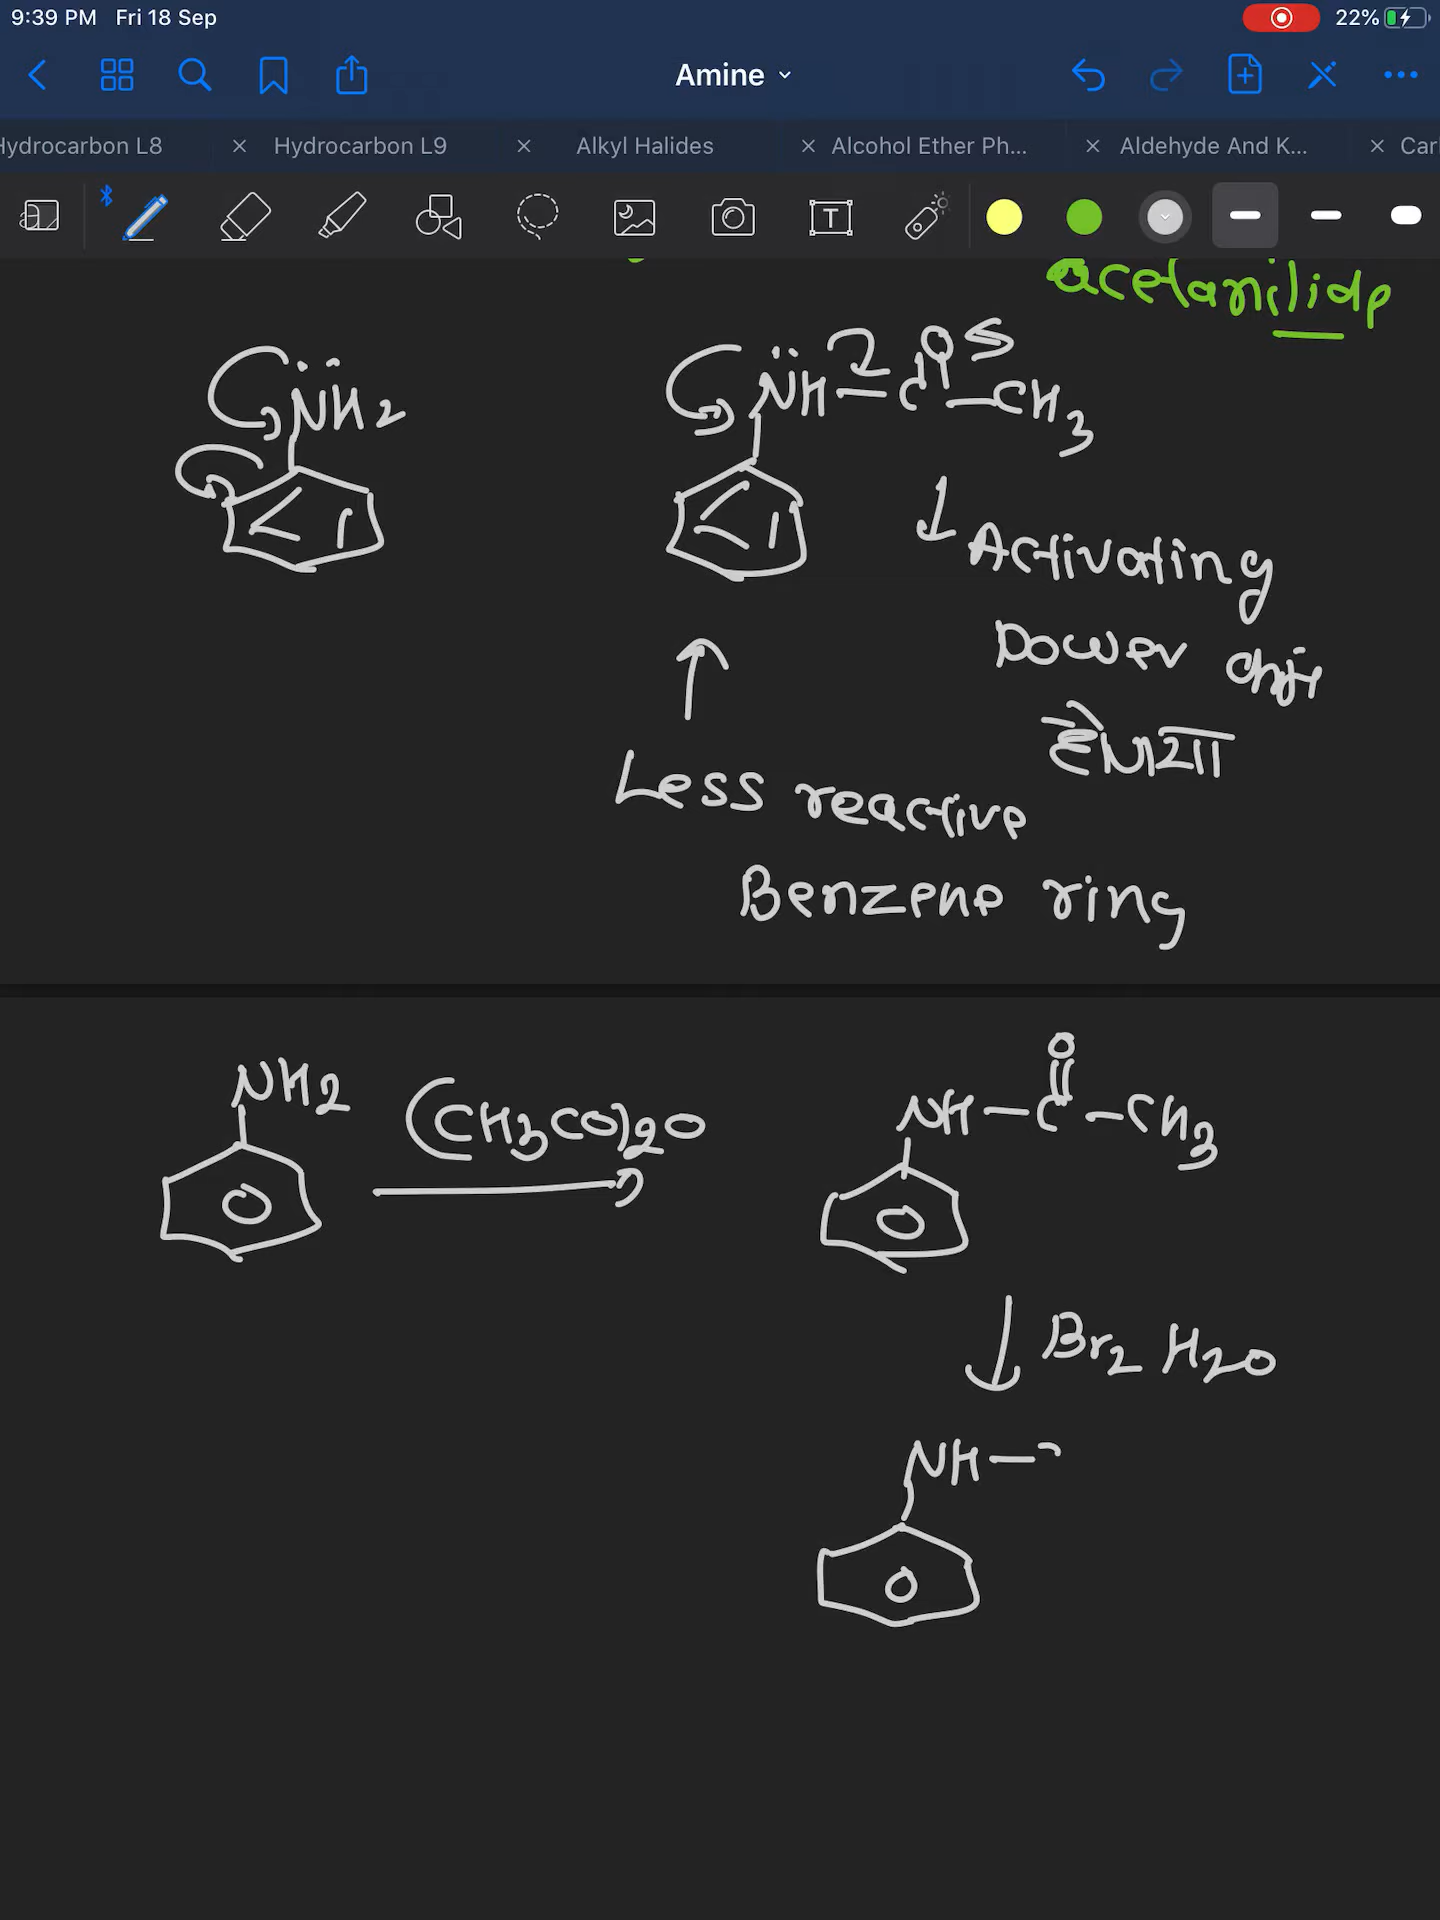 9:39 PM Fri 18 Sep
22%
Amine
Hydrocarbon L8
Hydrocarbon L9
Alkyl Halides
Alcohol Ether Ph...
Aldehyde And K...
Car
T
acetanilide
NH2
NH-C-CH3
O
Activating
Power
Less reactive
Benzene ring
NH2
(CH3CO)2O
O
NH-C-CH3
Br2 H2O
NH-